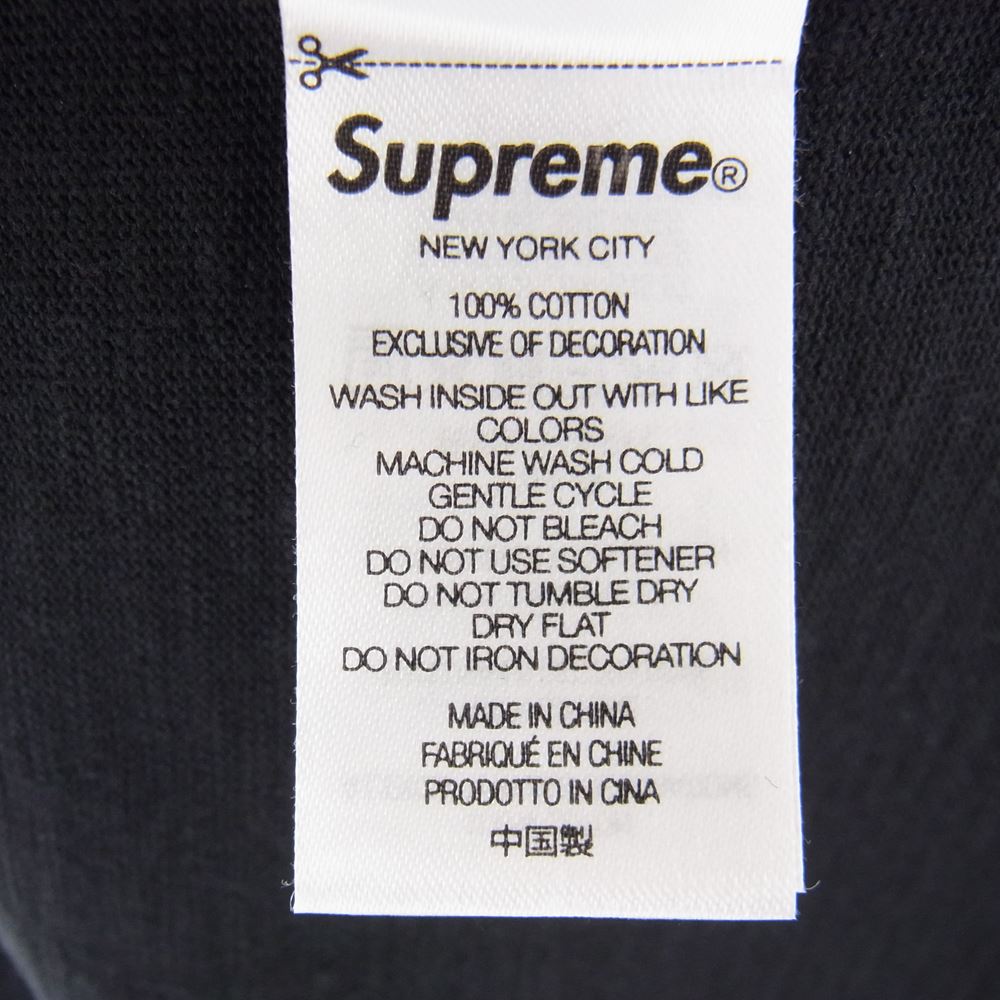 Supreme®
NEW YORK CITY
100% COTTON
EXCLUSIVE OF DECORATION
WASH INSIDE OUT WITH LIKE
COLORS
MACHINE WASH COLD
GENTLE CYCLE
DO NOT BLEACH
DO NOT USE SOFTENER
DO NOT TUMBLE DRY
DRY FLAT
DO NOT IRON DECORATION
MADE IN CHINA
FABRIQUÉ EN CHINE
PRODOTTO IN CINA
中国製